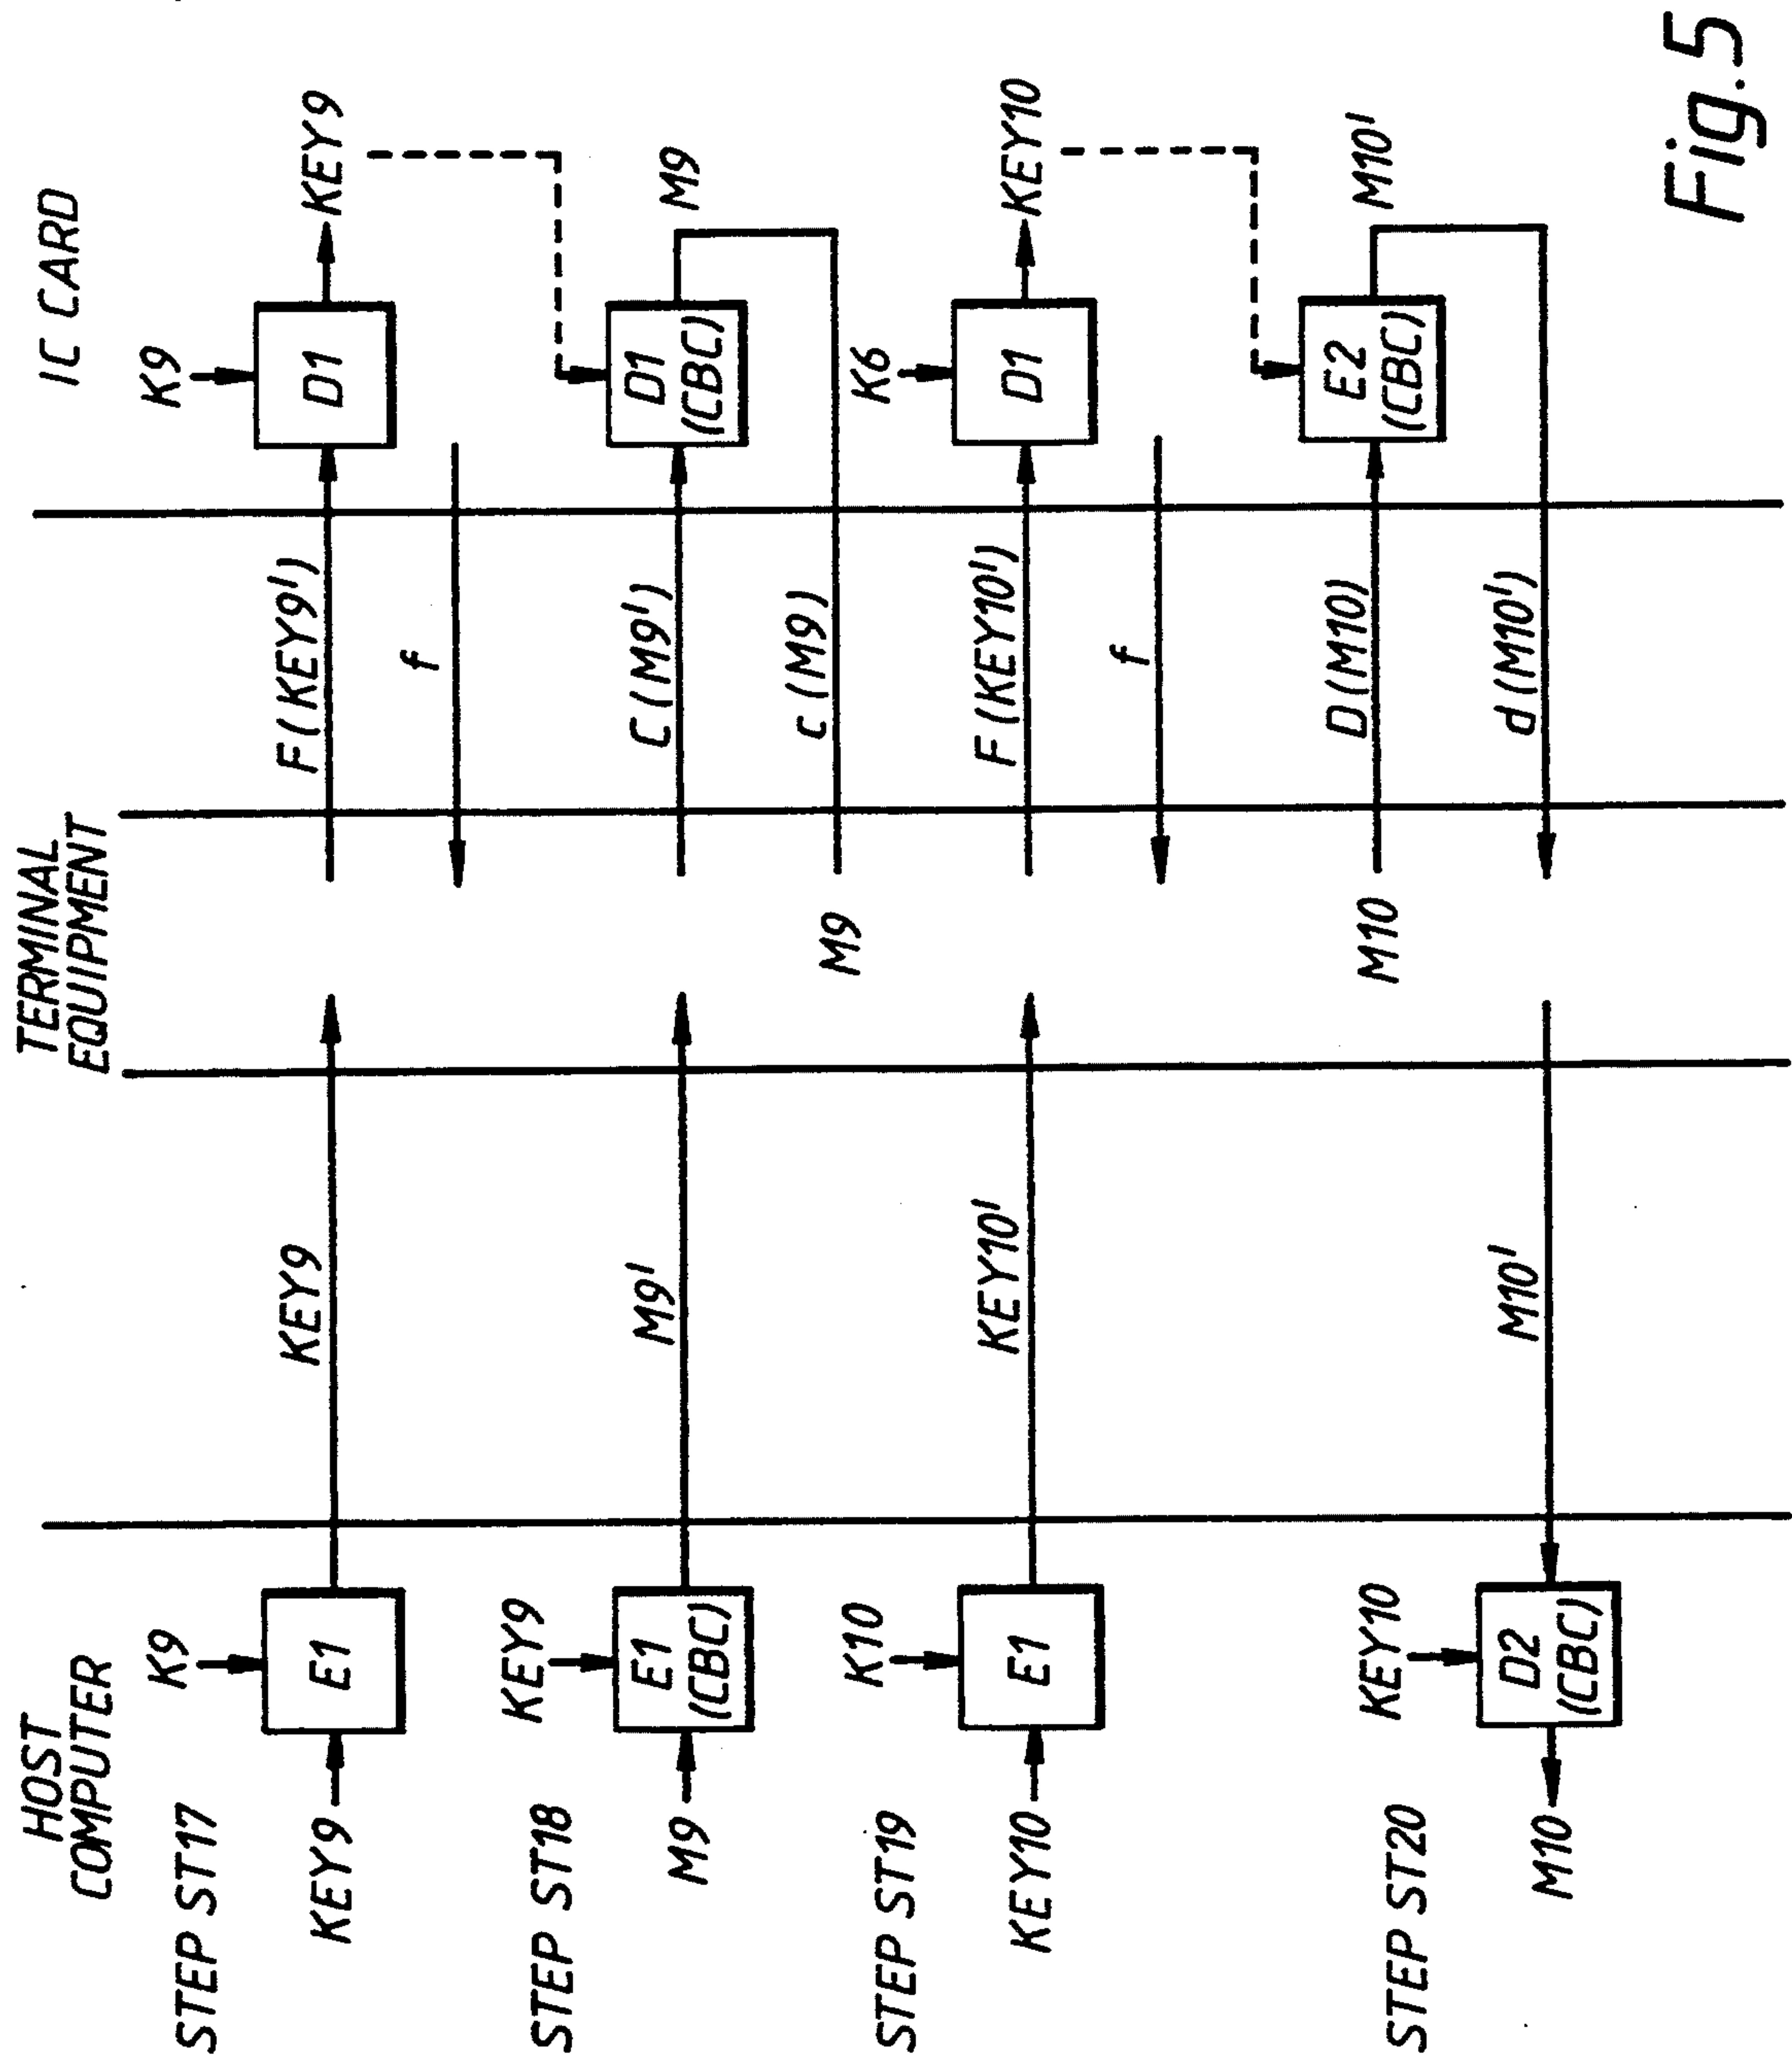 HOST
COMPUTER
TERMINAL
EQUIPMENT
IC CARD
STEP ST17
K9
K9
KEY9
E1
KEY9
F(KEY9')
D1
KEY9
f
STEP ST18
KEY9
M9
E1
(CBC)
M9'
C(M9')
D1
(CBC)
M9
M9
c(M9)
STEP ST19
K10
K6
KEY10
E1
KEY10'
F(KEY10')
D1
KEY10
f
STEP ST20
KEY10
M10
D(M10)
E2
(CBC)
M10'
M10
D2
(CBC)
M10'
d(M10')
Fig.5